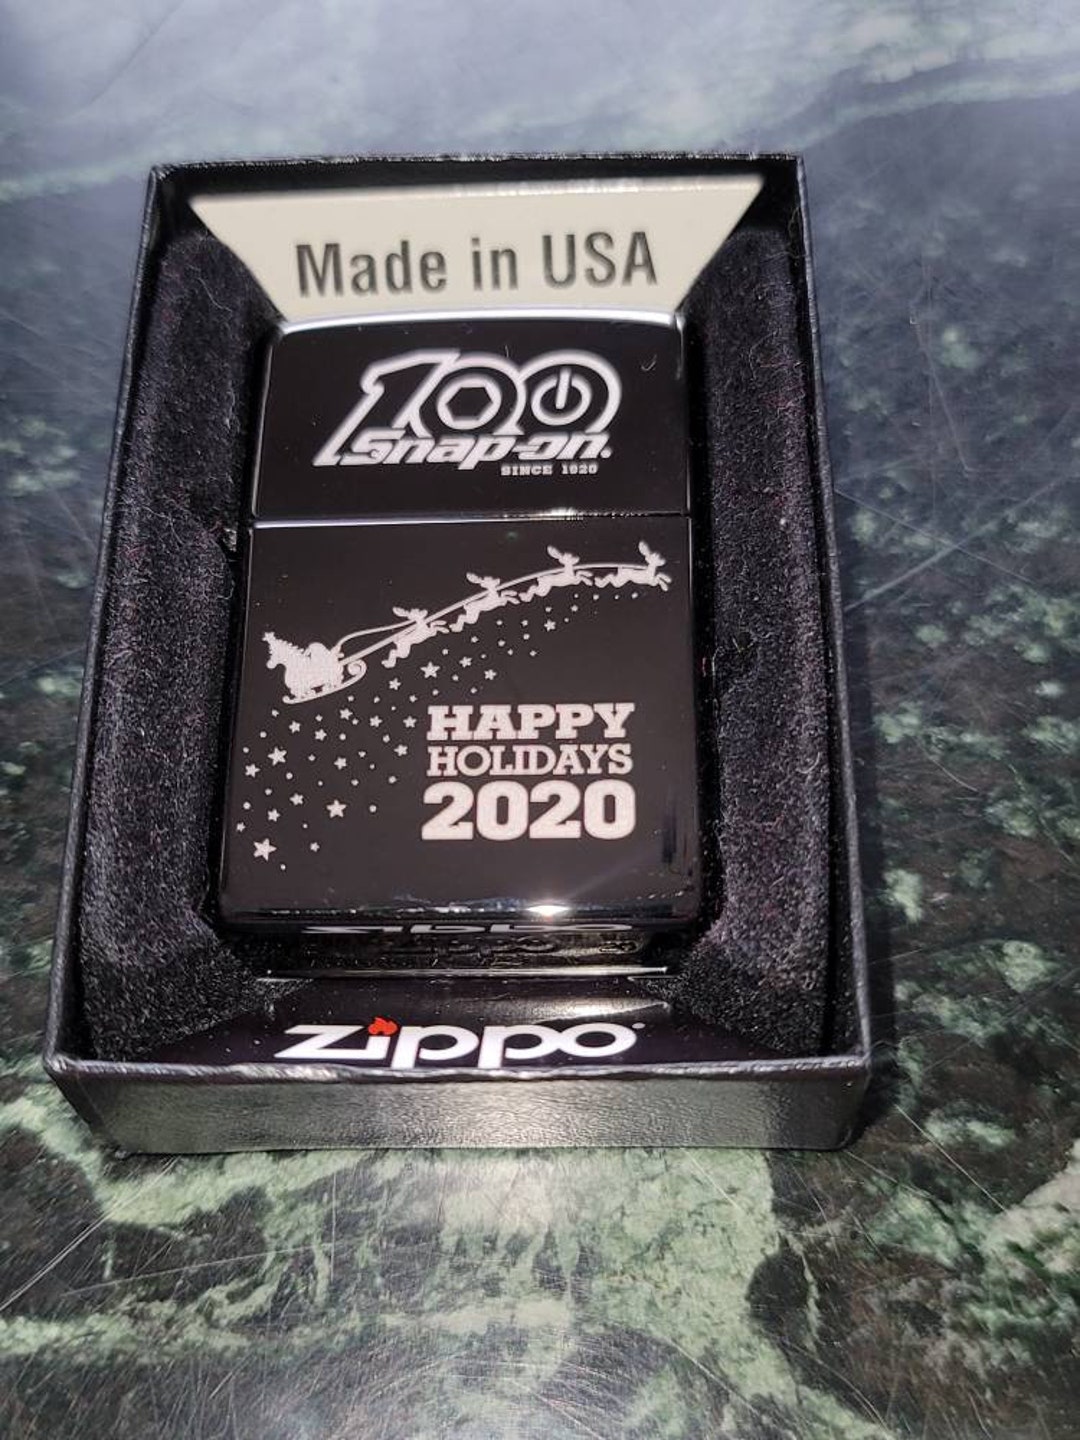 Made in USA
100
Snap-on
SINCE 1920
HAPPY
HOLIDAYS
2020
zippo